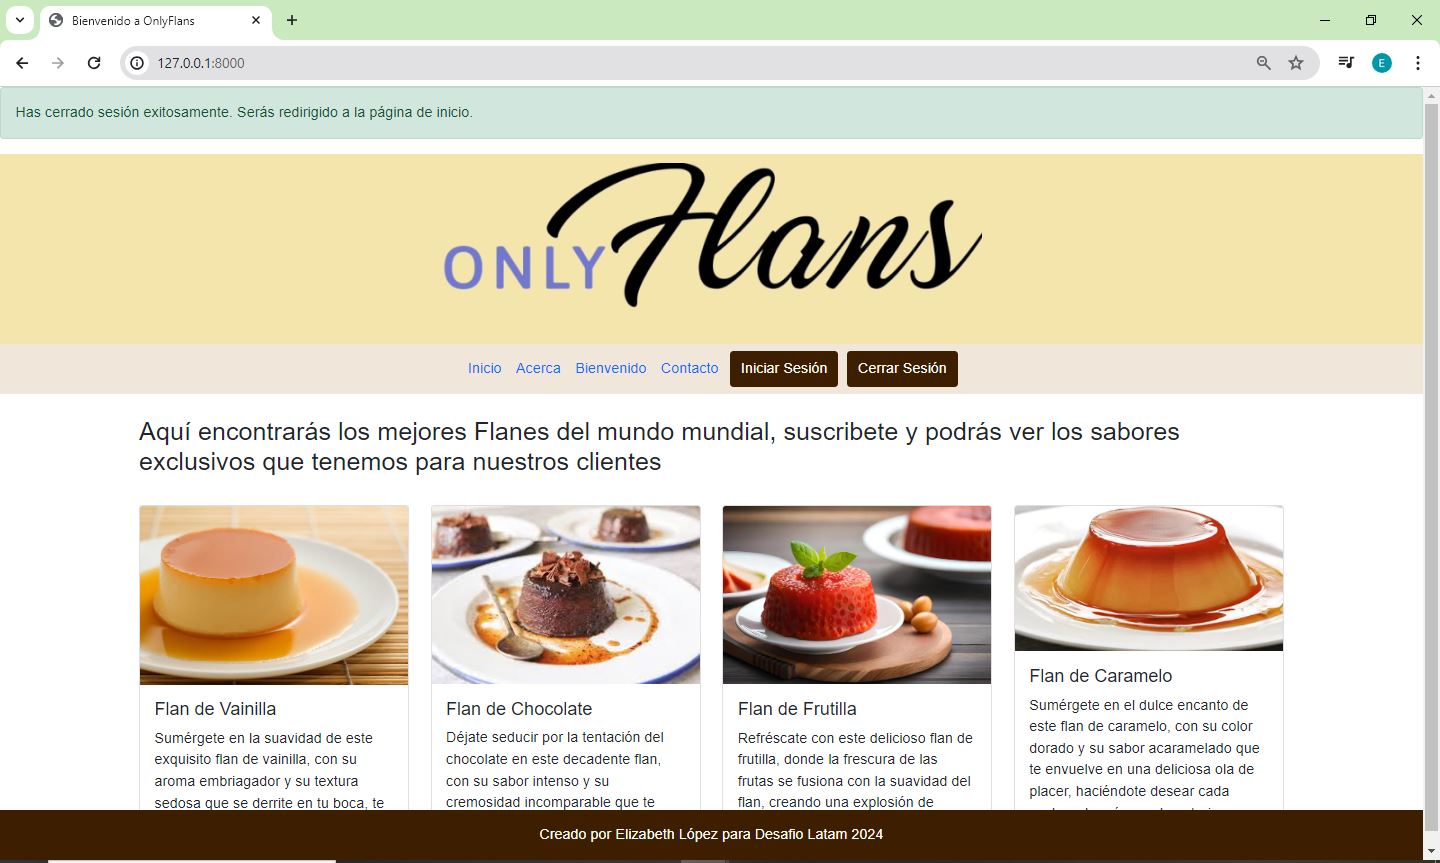 Bienvenido a OnlyFlans
127.0.0.1:8000
E
Has cerrado sesión exitosamente. Serás redirigido a la página de inicio.
ONLY Flans
Inicio Acerca Bienvenido Contacto Iniciar Sesión Cerrar Sesión
Aquí encontrarás los mejores Flanes del mundo mundial, suscribete y podrás ver los sabores
exclusivos que tenemos para nuestros clientes
Flan de Vainilla
Sumérgete en la suavidad de este
exquisito flan de vainilla, con su
aroma embriagador y su textura
sedosa que se derrite en tu boca, te
Flan de Chocolate
Déjate seducir por la tentación del
chocolate en este decadente flan,
con su sabor intenso y su
cremosidad incomparable que te
Flan de Frutilla
Refréscate con este delicioso flan de
frutilla, donde la frescura de las
frutas se fusiona con la suavidad del
flan, creando una explosión de
Flan de Caramelo
Sumérgete en el dulce encanto de
este flan de caramelo, con su color
dorado y su sabor acaramelado que
te envuelve en una deliciosa ola de
placer, haciéndote desear cada
Creado por Elizabeth López para Desafio Latam 2024